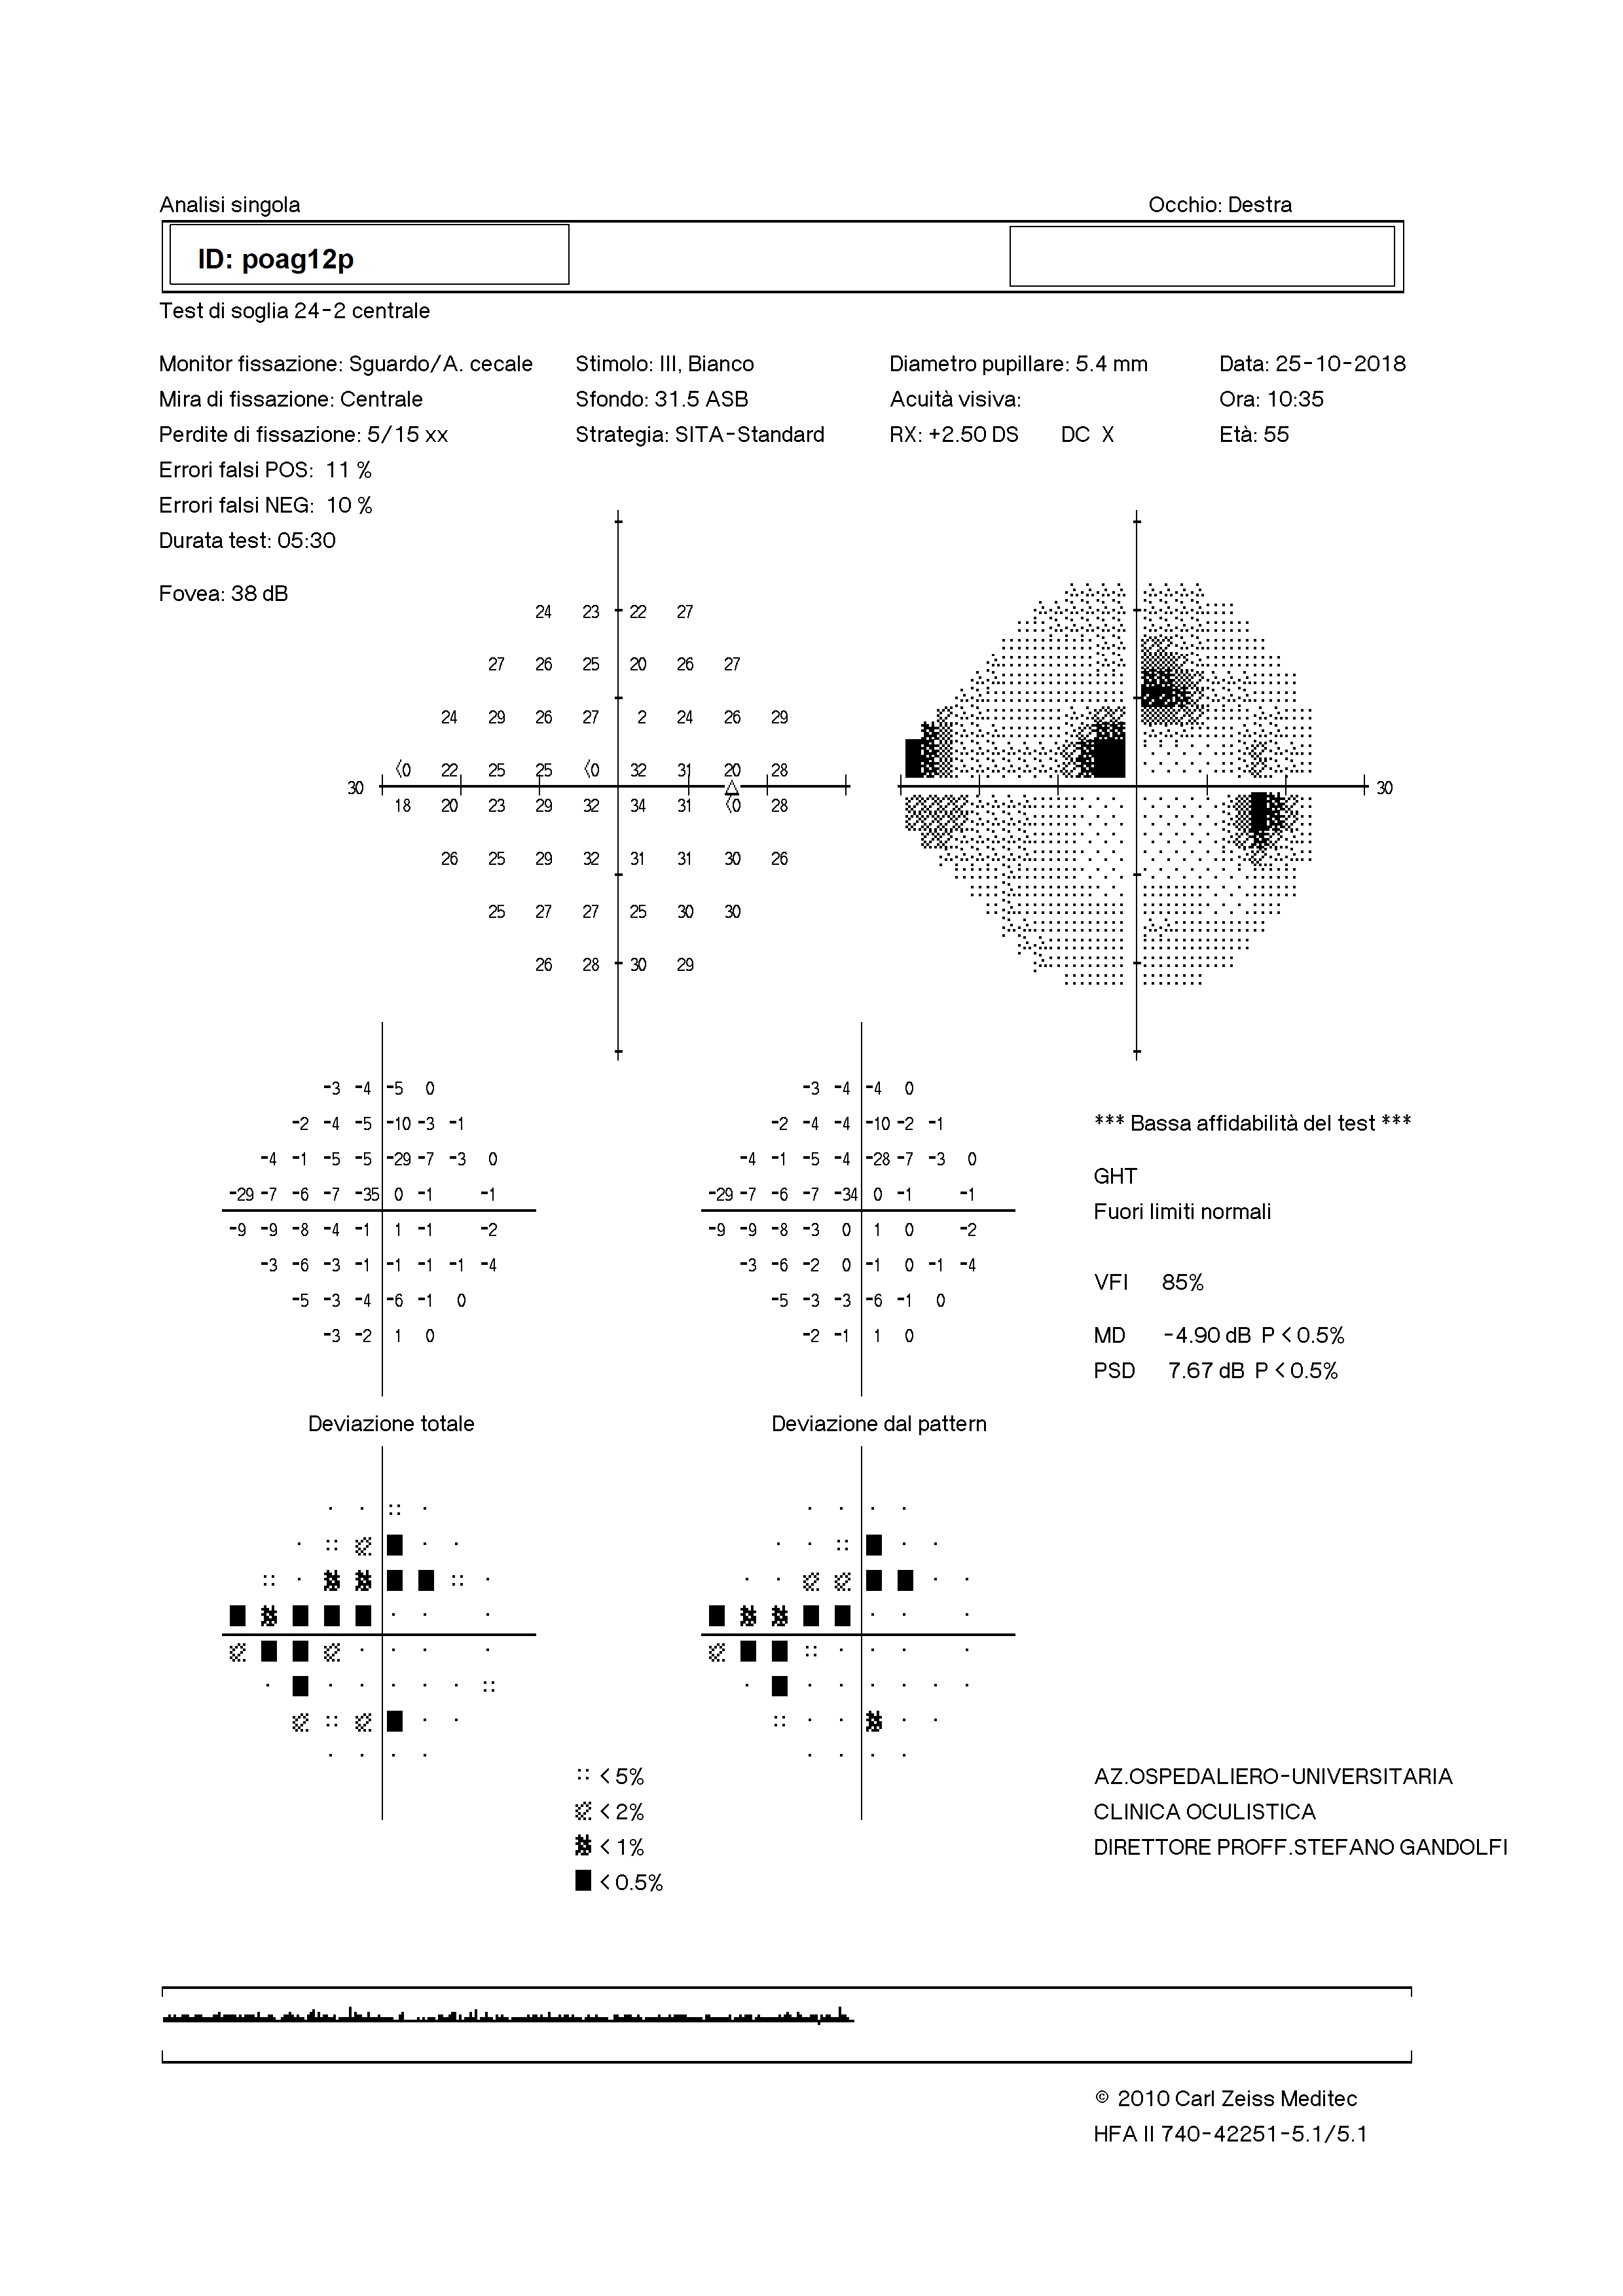 Analisi singola
Occhio: Destra
ID: poag12p
Test di soglia 24-2 centrale
Monitor fissazione: Sguardo/A. cecale
Stimolo: III, Bianco
Diametro pupillare: 5.4 mm
Data: 25-10-2018
Mira di fissazione: Centrale
Sfondo: 31.5 ASB
Acuità visiva:
Ora: 10:35
Perdite di fissazione: 5/15 xx
Strategia: SITA-Standard
RX: +2.50 DS DC X
Età: 55
Errori falsi POS: 11 %
Errori falsi NEG: 10 %
Durata test: 05:30
Fovea: 38 dB
24 23 22 27
27 26 25 20 26 27
24 29 26 27 2 24 26 29
<0 22 25 25 <0 32 31 20 28
30
30
18 20 23 29 32 34 31 <0 28
26 25 29 32 31 31 30 26
25 27 27 25 30 30
26 28 30 29
-3 -4 -5 0
-2 -4 -5 -10 -3 -1
-4 -1 -5 -5 -29 -7 -3 0
-29 -7 -6 -7 -35 0 -1 -1
-9 -9 -8 -4 -1 1 -1 -2
-3 -6 -3 -1 -1 -1 -1 -4
-5 -3 -4 -6 -1 0
-3 -2 1 0
-3 -4 -4 0
-2 -4 -4 -10 -2 -1
-4 -1 -5 -4 -28 -7 -3 0
-29 -7 -6 -7 -34 0 -1 -1
-9 -9 -8 -3 0 1 0 -2
-3 -6 -2 0 -1 0 -1 -4
-5 -3 -3 -6 -1 0
-2 -1 1 0
*** Bassa affidabilità del test ***
GHT
Fuori limiti normali
VFI 85%
MD -4.90 dB P < 0.5%
PSD 7.67 dB P < 0.5%
Deviazione totale
Deviazione dal pattern
< 5%
< 2%
< 1%
< 0.5%
AZ.OSPEDALIERO-UNIVERSITARIA
CLINICA OCULISTICA
DIRETTORE PROFF.STEFANO GANDOLFI
© 2010 Carl Zeiss Meditec
HFA II 740-42251-5.1/5.1